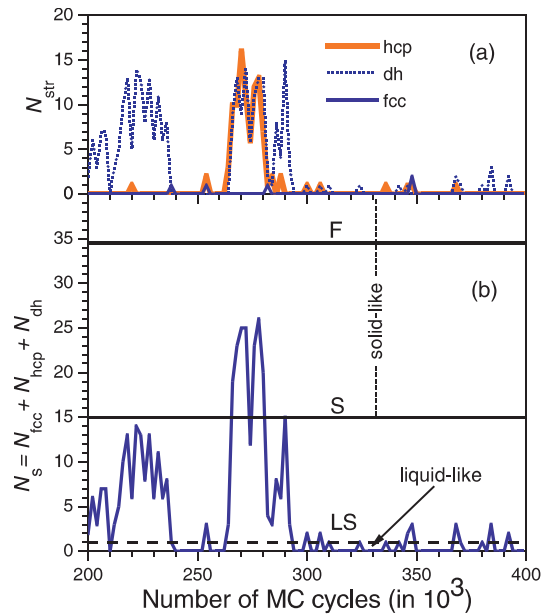 20
15
10
5
0
N_str
hcp
dh
fcc
(a)
35
30
25
20
15
10
5
0
N_s = N_fcc + N_hcp + N_dh
F
(b)
solid-like
S
liquid-like
LS
200 250 300 350 400
Number of MC cycles (in 10^3)